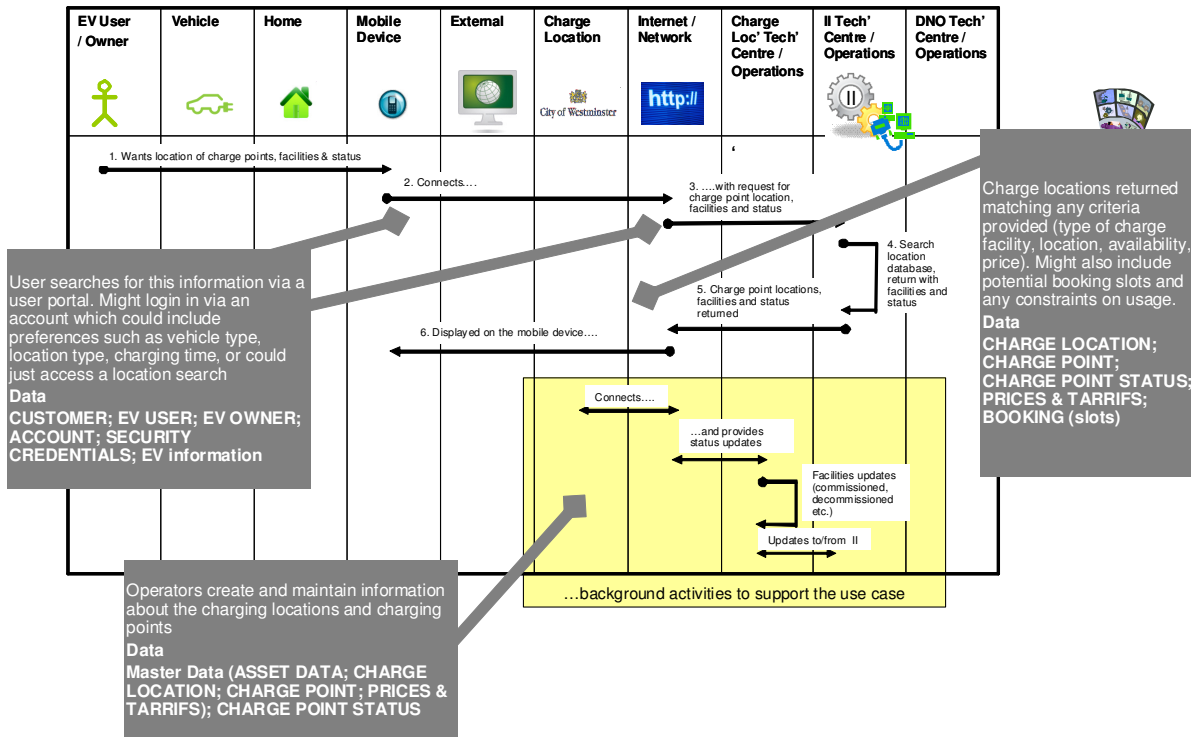 EV User
/ Owner
Vehicle
Home
Mobile
Device
External
Charge
Location
Internet /
Network
Charge
Loc' Tech'
Centre /
Operations
II Tech'
Centre /
Operations
DNO Tech'
Centre /
Operations
City of Westminster
http://
II
‘
1. Wants location of charge points, facilities & status
2. Connects....
3. ....with request for
charge point location,
facilities and status
4. Search
location
database,
return with
facilities and
status
5. Charge point locations,
facilities and status
returned
6. Displayed on the mobile device....
User searches for this information via a
user portal. Might login in via an
account which could include
preferences such as vehicle type,
location type, charging time, or could
just access a location search
Data
CUSTOMER; EV USER; EV OWNER;
ACCOUNT; SECURITY
CREDENTIALS; EV information
Charge locations returned
matching any criteria
provided (type of charge
facility, location, availability,
price). Might also include
potential booking slots and
any constraints on usage.
Data
CHARGE LOCATION;
CHARGE POINT;
CHARGE POINT STATUS;
PRICES & TARRIFS;
BOOKING (slots)
Connects....
...and provides
status updates
Facilities updates
(commissioned,
decommissioned
etc.)
Updates to/from II
...background activities to support the use case
Operators create and maintain information
about the charging locations and charging
points
Data
Master Data (ASSET DATA; CHARGE
LOCATION; CHARGE POINT; PRICES &
TARRIFS); CHARGE POINT STATUS